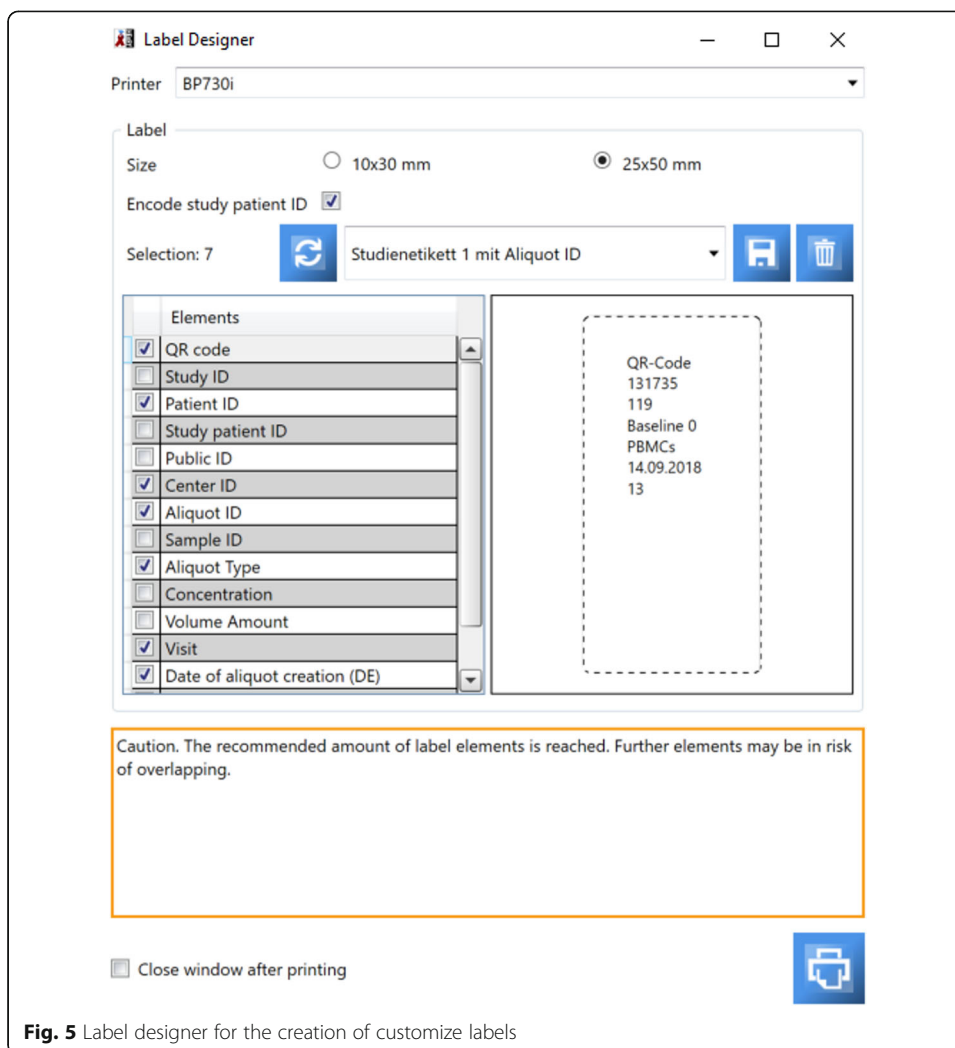 Label Designer
Printer BP730i
Label
Size 10x30 mm 25x50 mm
Encode study patient ID
Selection: 7 Studienetikett 1 mit Aliquot ID
Elements
QR code
Study ID
Patient ID
Study patient ID
Public ID
Center ID
Aliquot ID
Sample ID
Aliquot Type
Concentration
Volume Amount
Visit
Date of aliquot creation (DE)
QR-Code
131735
119
Baseline 0
PBMCs
14.09.2018
13
Caution. The recommended amount of label elements is reached. Further elements may be in risk
of overlapping.
Close window after printing
Fig. 5 Label designer for the creation of customize labels